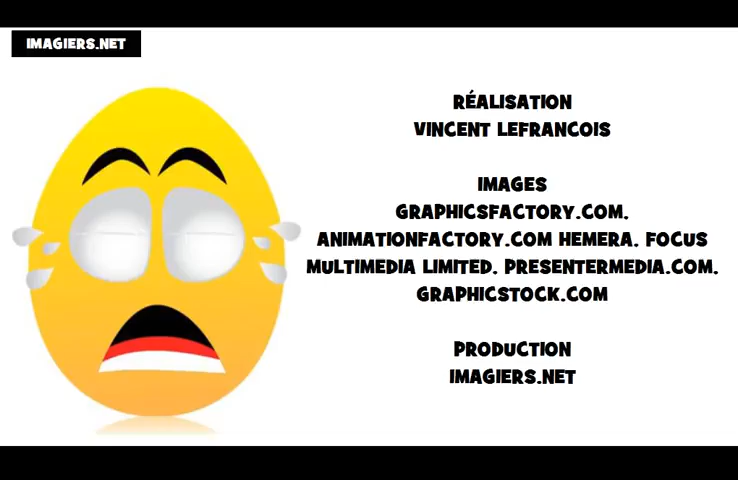 IMAGIERS.NET
RÉALISATION
VINCENT LEFRANCOIS
IMAGES
GRAPHICSFACTORY.COM,
ANIMATIONFACTORY.COM HEMERA, FOCUS
MULTIMEDIA LIMITED, PRESENTERMEDIA.COM,
GRAPHICSTOCK.COM
PRODUCTION
IMAGIERS.NET